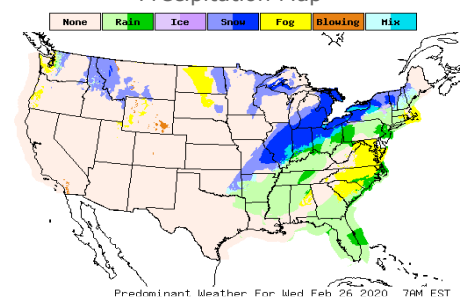 Precipitation Map
None Rain Ice Snow Fog Blowing Mix
Predominant Weather For Wed Feb 26 2020 7AM EST